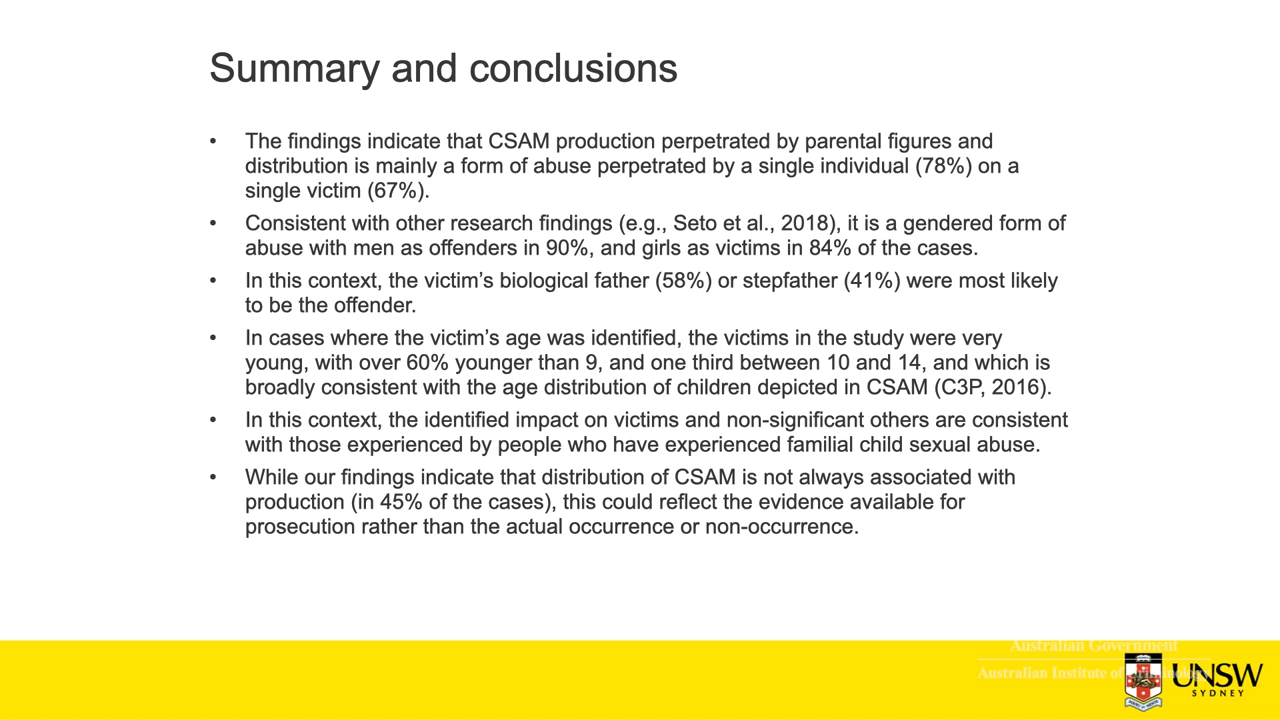 Summary and conclusions
• The findings indicate that CSAM production perpetrated by parental figures and
distribution is mainly a form of abuse perpetrated by a single individual (78%) on a
single victim (67%).
• Consistent with other research findings (e.g., Seto et al., 2018), it is a gendered form of
abuse with men as offenders in 90%, and girls as victims in 84% of the cases.
• In this context, the victim’s biological father (58%) or stepfather (41%) were most likely
to be the offender.
• In cases where the victim’s age was identified, the victims in the study were very
young, with over 60% younger than 9, and one third between 10 and 14, and which is
broadly consistent with the age distribution of children depicted in CSAM (C3P, 2016).
• In this context, the identified impact on victims and non-significant others are consistent
with those experienced by people who have experienced familial child sexual abuse.
• While our findings indicate that distribution of CSAM is not always associated with
production (in 45% of the cases), this could reflect the evidence available for
prosecution rather than the actual occurrence or non-occurrence.
Australian Government
Australian Institute of
UNSW
SYDNEY